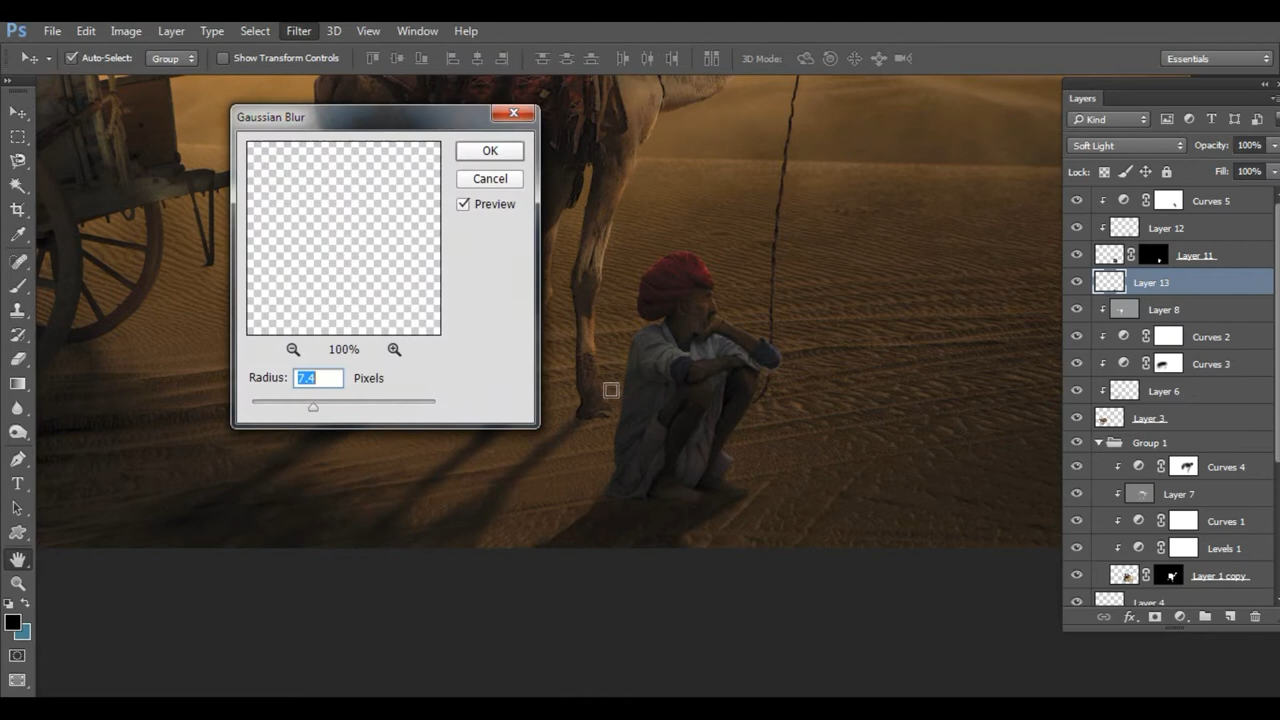 Ps File Edit Image Layer Type Select Filter 3D View Window Help
Auto-Select: Group Show Transform Controls 3D Mode: Essentials
Layers
Kind
Soft Light Opacity: 100%
Lock: Fill: 100%
Curves 5
Layer 12
Layer 11
Layer 13
Layer 8
Curves 2
Curves 3
Layer 6
Layer 3
Group 1
Curves 4
Layer 7
Curves 1
Levels 1
Layer 1 copy
Layer 4
Gaussian Blur
OK
Cancel
Preview
100%
Radius: 7.4 Pixels